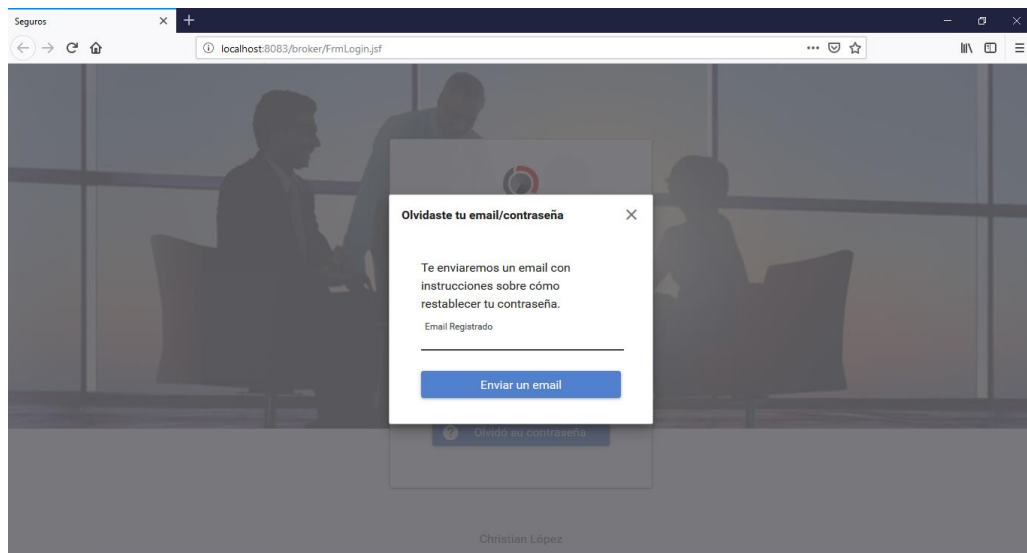 Seguros
localhost:8083/broker/FrmLogin.jsf
Olvidaste tu email/contraseña
Te enviaremos un email con
instrucciones sobre cómo
restablecer tu contraseña.
Email Registrado
Enviar un email
? Olvidó su contraseña
Christian López